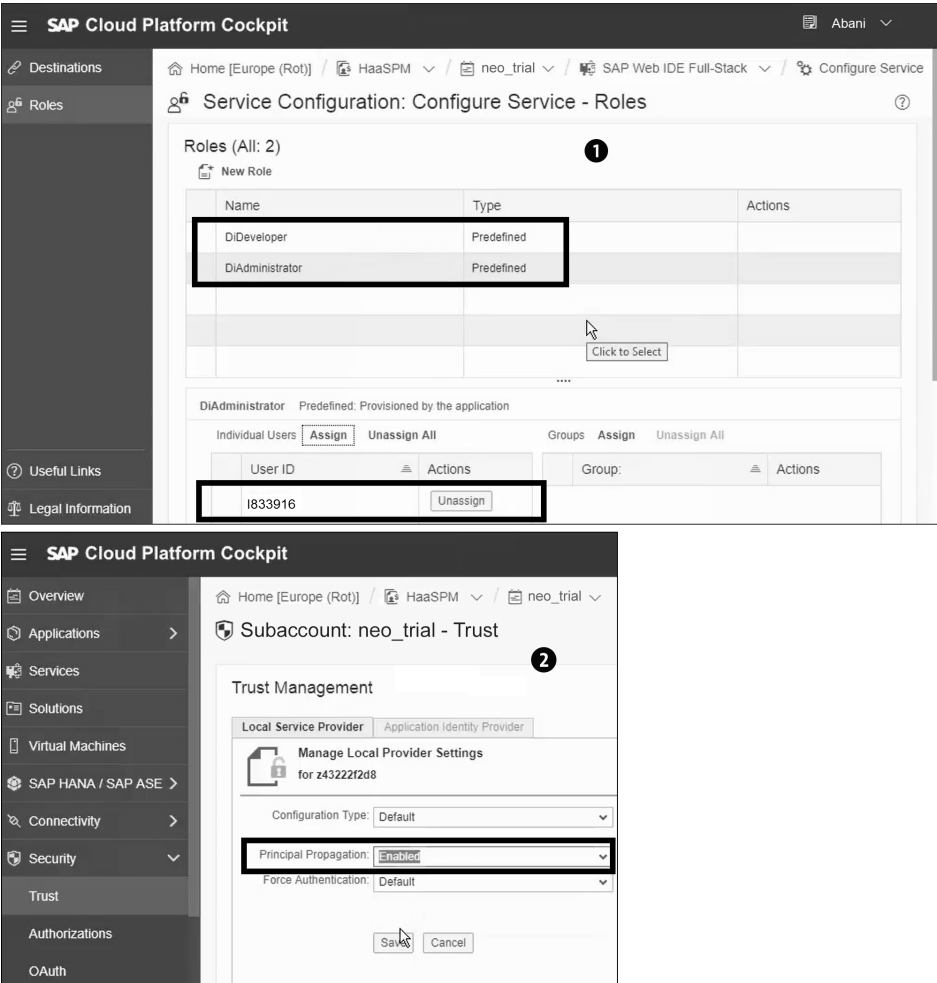 SAP Cloud Platform Cockpit
Abani
Destinations
Roles
Home [Europe (Rot)] / HaaSPM / neo_trial / SAP Web IDE Full-Stack / Configure Service
Service Configuration: Configure Service - Roles
Roles (All: 2)
1
New Role
Name Type Actions
DiDeveloper Predefined
DiAdministrator Predefined
Click to Select
DiAdministrator Predefined: Provisioned by the application
Individual Users Assign Unassign All Groups Assign Unassign All
User ID Actions Group: Actions
I833916 Unassign
Useful Links
Legal Information
SAP Cloud Platform Cockpit
Overview
Applications
Services
Solutions
Virtual Machines
SAP HANA / SAP ASE
Connectivity
Security
Trust
Authorizations
OAuth
Home [Europe (Rot)] / HaaSPM / neo_trial
Subaccount: neo_trial - Trust
2
Trust Management
Local Service Provider Application Identity Provider
Manage Local Provider Settings
for z43222f2d8
Configuration Type: Default
Principal Propagation: Enabled
Force Authentication: Default
Save Cancel